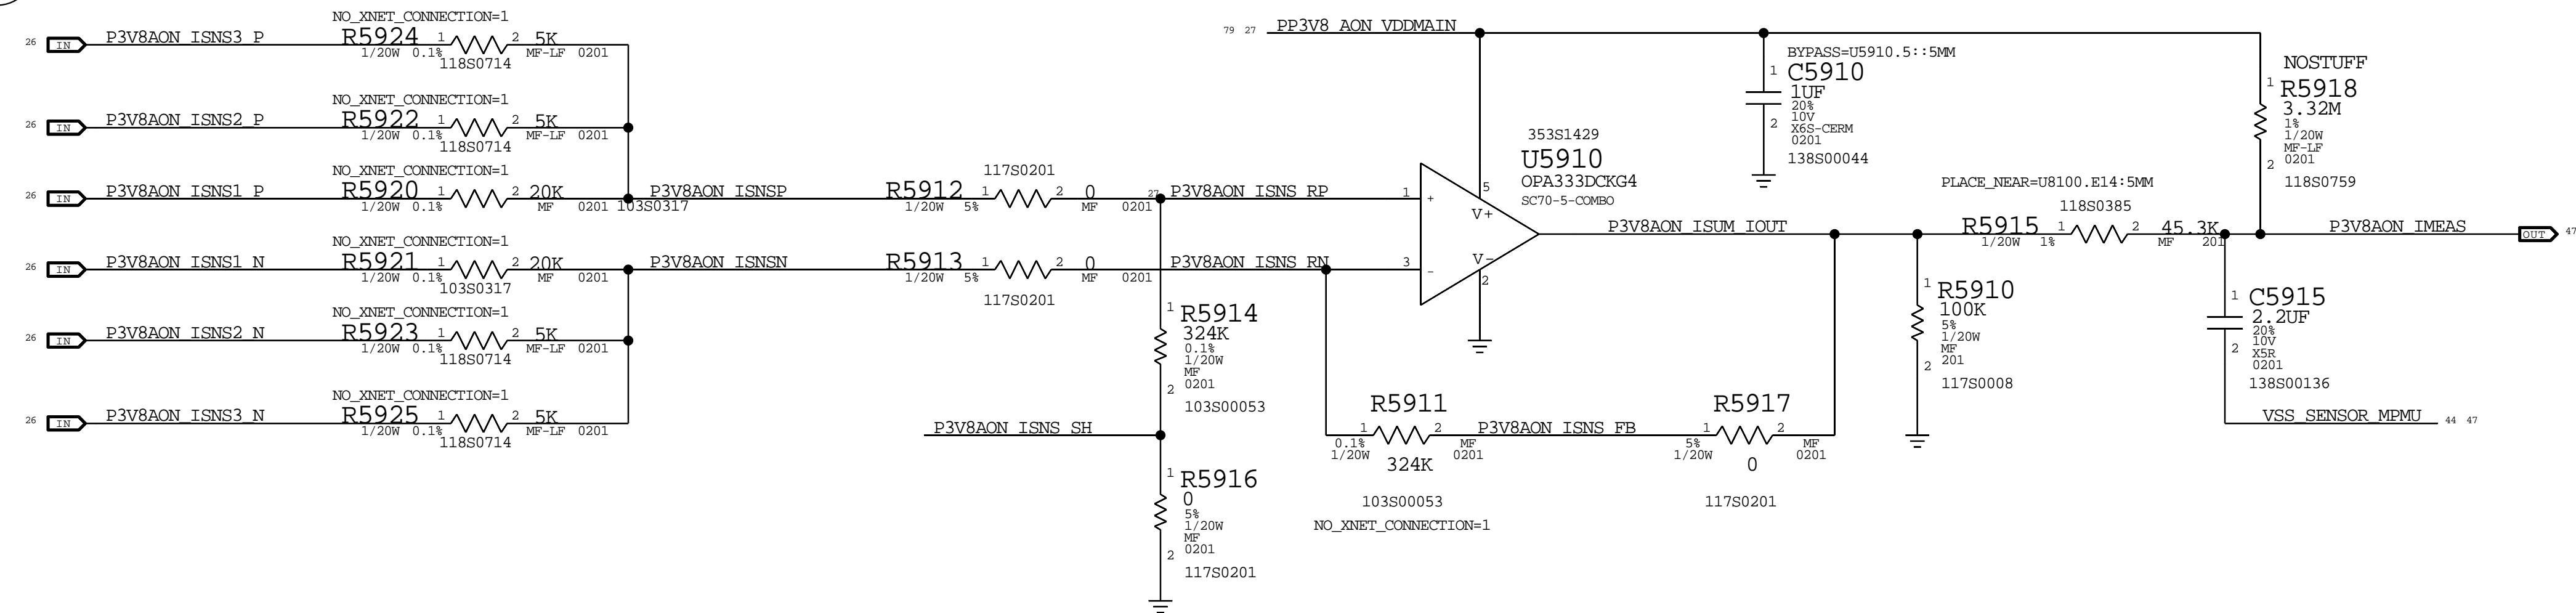 NO_XNET_CONNECTION=1
26 IN P3V8AON_ISNS3_P R5924 1 2 5K
1/20W 0.1% MF-LF 0201
118S0714
NO_XNET_CONNECTION=1
26 IN P3V8AON_ISNS2_P R5922 1 2 5K
1/20W 0.1% MF-LF 0201
118S0714
NO_XNET_CONNECTION=1
26 IN P3V8AON_ISNS1_P R5920 1 2 20K P3V8AON_ISNSP
1/20W 0.1% MF 0201 103S0317
NO_XNET_CONNECTION=1
26 IN P3V8AON_ISNS1_N R5921 1 2 20K P3V8AON_ISNSN
1/20W 0.1% MF 0201
103S0317
NO_XNET_CONNECTION=1
26 IN P3V8AON_ISNS2_N R5923 1 2 5K
1/20W 0.1% MF-LF 0201
118S0714
NO_XNET_CONNECTION=1
26 IN P3V8AON_ISNS3_N R5925 1 2 5K
1/20W 0.1% MF-LF 0201
118S0714
117S0201
R5912 1 2 0 27 P3V8AON_ISNS_RP 1
1/20W 5% MF 0201
R5913 1 2 0 P3V8AON_ISNS_RN 3
1/20W 5% MF 0201
117S0201
1 R5914
324K
0.1%
1/20W
MF
2 0201
103S00053
P3V8AON_ISNS_SH
1 R5916
0
5%
1/20W
MF
0201
2
117S0201
79 27 PP3V8_AON_VDDMAIN
353S1429
U5910
OPA333DCKG4
SC70-5-COMBO
5
V+
+
-
V-
2
R5911
1 2
0.1% MF
1/20W 0201
324K
103S00053
NO_XNET_CONNECTION=1
P3V8AON_ISNS_FB
R5917
1 2
5% MF
1/20W 0201
0
117S0201
BYPASS=U5910.5::5MM
1 C5910
1UF
20%
10V
2 X6S-CERM
0201
138S00044
P3V8AON_ISUM_IOUT
1 R5910
100K
5%
1/20W
MF
2 201
117S0008
PLACE_NEAR=U8100.E14:5MM
118S0385
R5915 1 2 45.3K
1/20W 1% MF 201
NOSTUFF
1 R5918
3.32M
1%
1/20W
MF-LF
2 0201
118S0759
P3V8AON_IMEAS OUT 47
1 C5915
2.2UF
20%
10V
2 X5R
0201
138S00136
VSS_SENSOR_MPMU 44 47